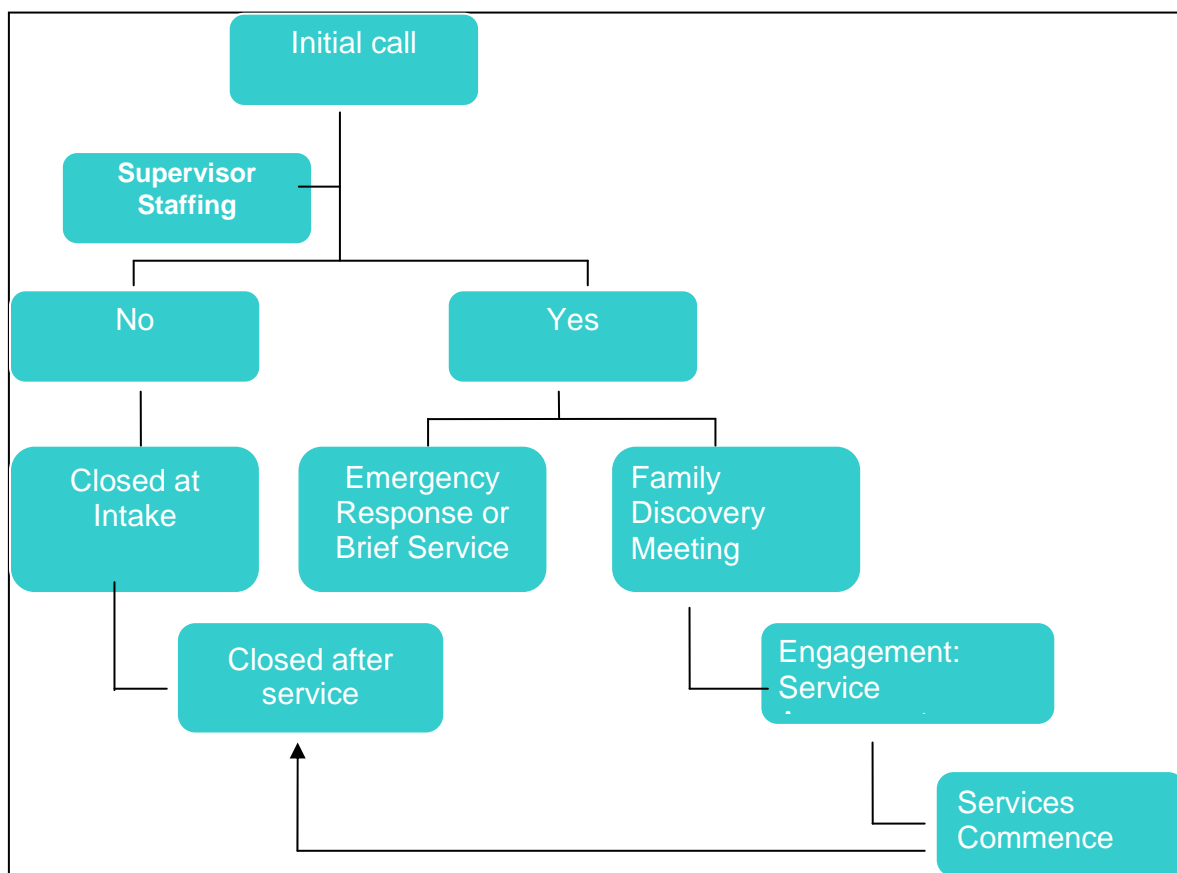 Initial call
Supervisor
Staffing
No
Yes
Closed at
Intake
Emergency
Response or
Brief Service
Family
Discovery
Meeting
Closed after
service
Engagement:
Service
Services
Commence